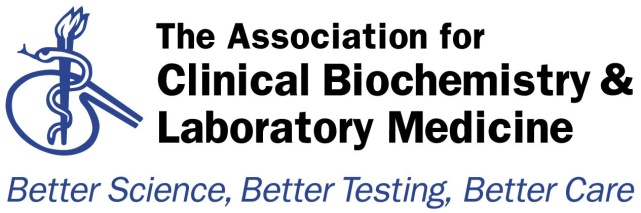 The Association for
Clinical Biochemistry &
Laboratory Medicine
Better Science, Better Testing, Better Care